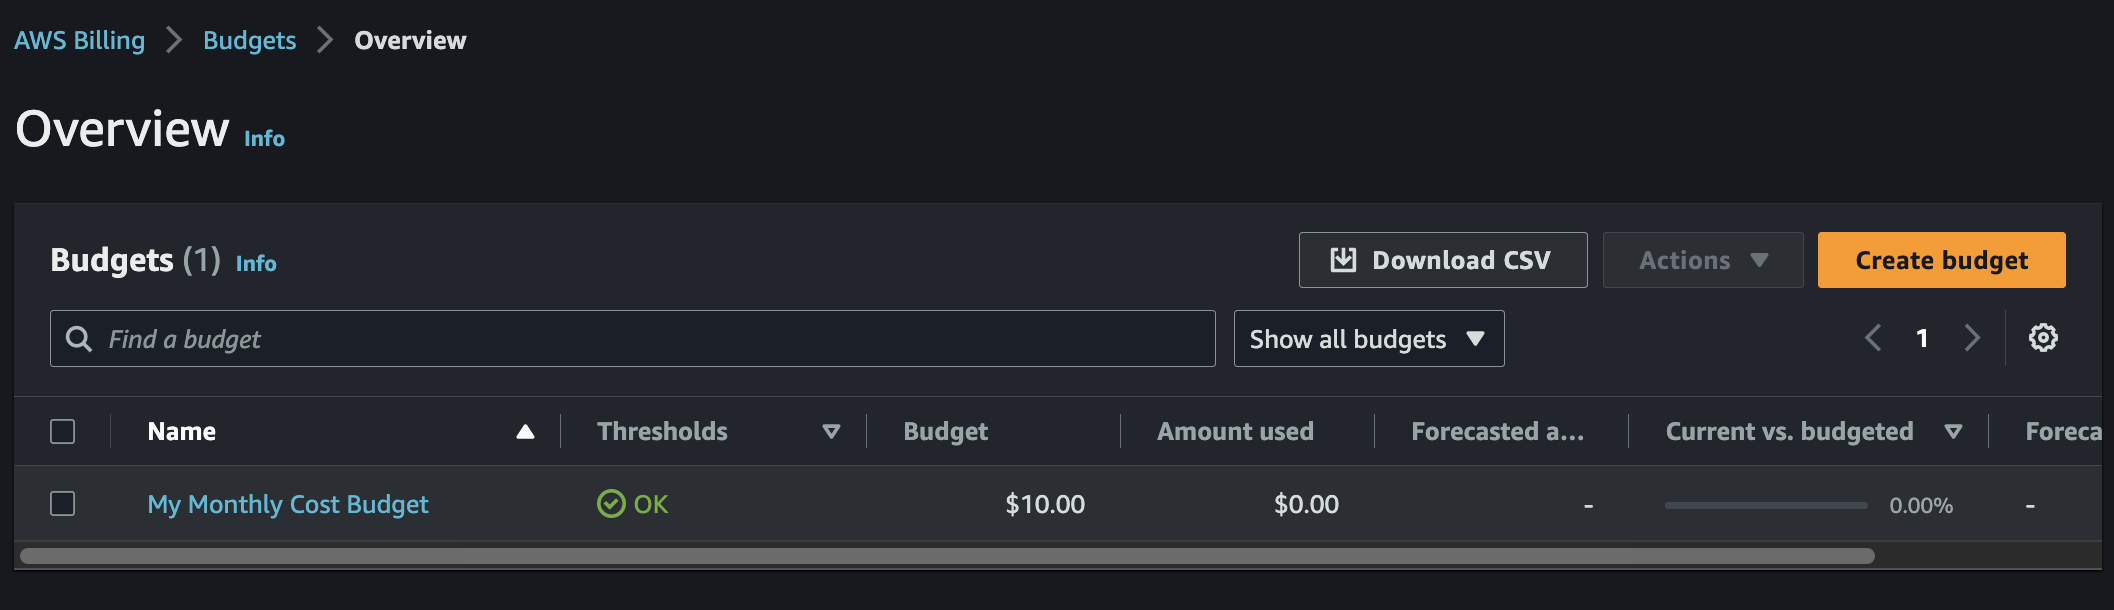 AWS Billing > Budgets > Overview
Overview Info
Budgets (1) Info
Download CSV
Actions
Create budget
Find a budget
Show all budgets
1
Name Thresholds Budget Amount used Forecasted a... Current vs. budgeted Foreca
My Monthly Cost Budget OK $10.00 $0.00 - 0.00% -